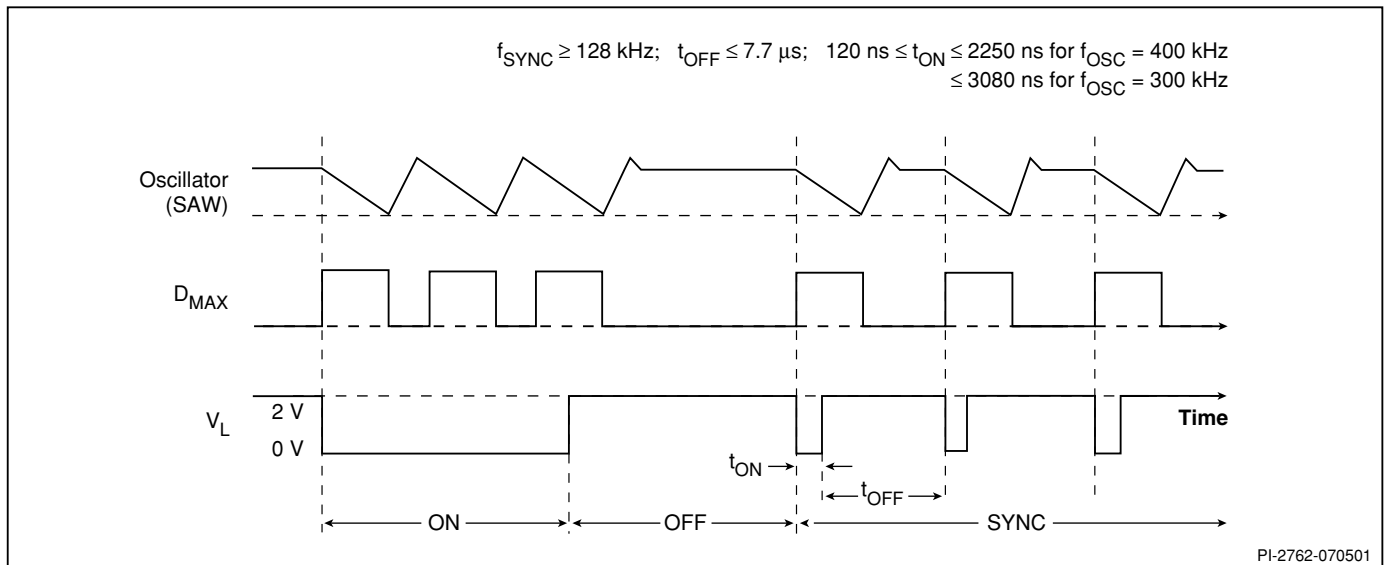 f_SYNC ≥ 128 kHz; t_OFF ≤ 7.7 μs; 120 ns ≤ t_ON ≤ 2250 ns for f_OSC = 400 kHz
≤ 3080 ns for f_OSC = 300 kHz
Oscillator
(SAW)
D_MAX
V_L
2 V
0 V
Time
t_ON
t_OFF
ON
OFF
SYNC
PI-2762-070501